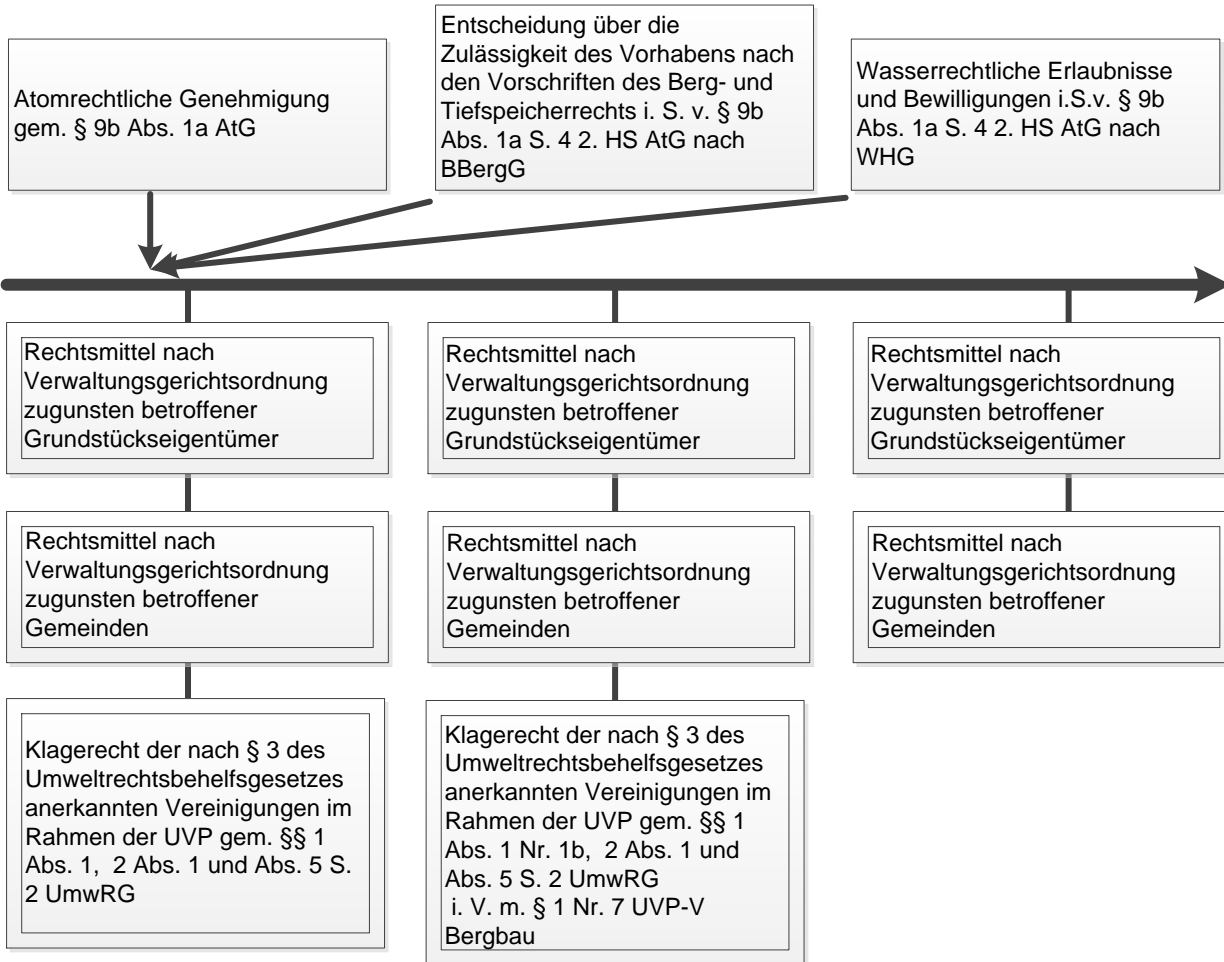 Atomrechtliche Genehmigung
gem. § 9b Abs. 1a AtG
Entscheidung über die
Zulässigkeit des Vorhabens nach
den Vorschriften des Berg- und
Tiefspeicherrechts i. S. v. § 9b
Abs. 1a S. 4 2. HS AtG nach
BBergG
Wasserrechtliche Erlaubnisse
und Bewilligungen i.S.v. § 9b
Abs. 1a S. 4 2. HS AtG nach
WHG
Rechtsmittel nach
Verwaltungsgerichtsordnung
zugunsten betroffener
Grundstückseigentümer
Rechtsmittel nach
Verwaltungsgerichtsordnung
zugunsten betroffener
Grundstückseigentümer
Rechtsmittel nach
Verwaltungsgerichtsordnung
zugunsten betroffener
Grundstückseigentümer
Rechtsmittel nach
Verwaltungsgerichtsordnung
zugunsten betroffener
Gemeinden
Rechtsmittel nach
Verwaltungsgerichtsordnung
zugunsten betroffener
Gemeinden
Rechtsmittel nach
Verwaltungsgerichtsordnung
zugunsten betroffener
Gemeinden
Klagerecht der nach § 3 des
Umweltrechtsbehelfsgesetzes
anerkannten Vereinigungen im
Rahmen der UVP gem. §§ 1
Abs. 1,  2 Abs. 1 und Abs. 5 S.
2 UmwRG
Klagerecht der nach § 3 des
Umweltrechtsbehelfsgesetzes
anerkannten Vereinigungen im
Rahmen der UVP gem. §§ 1
Abs. 1 Nr. 1b,  2 Abs. 1 und
Abs. 5 S. 2 UmwRG
i. V. m. § 1 Nr. 7 UVP-V
Bergbau